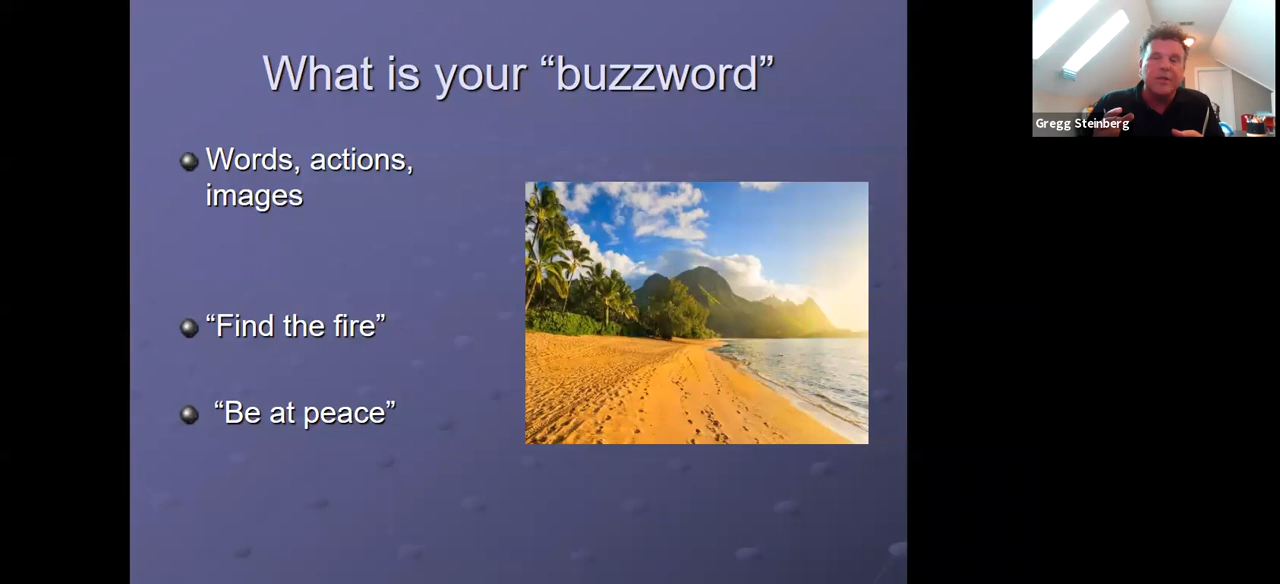 What is your “buzzword”
Words, actions,
images
“Find the fire”
“Be at peace”
Gregg Steinberg